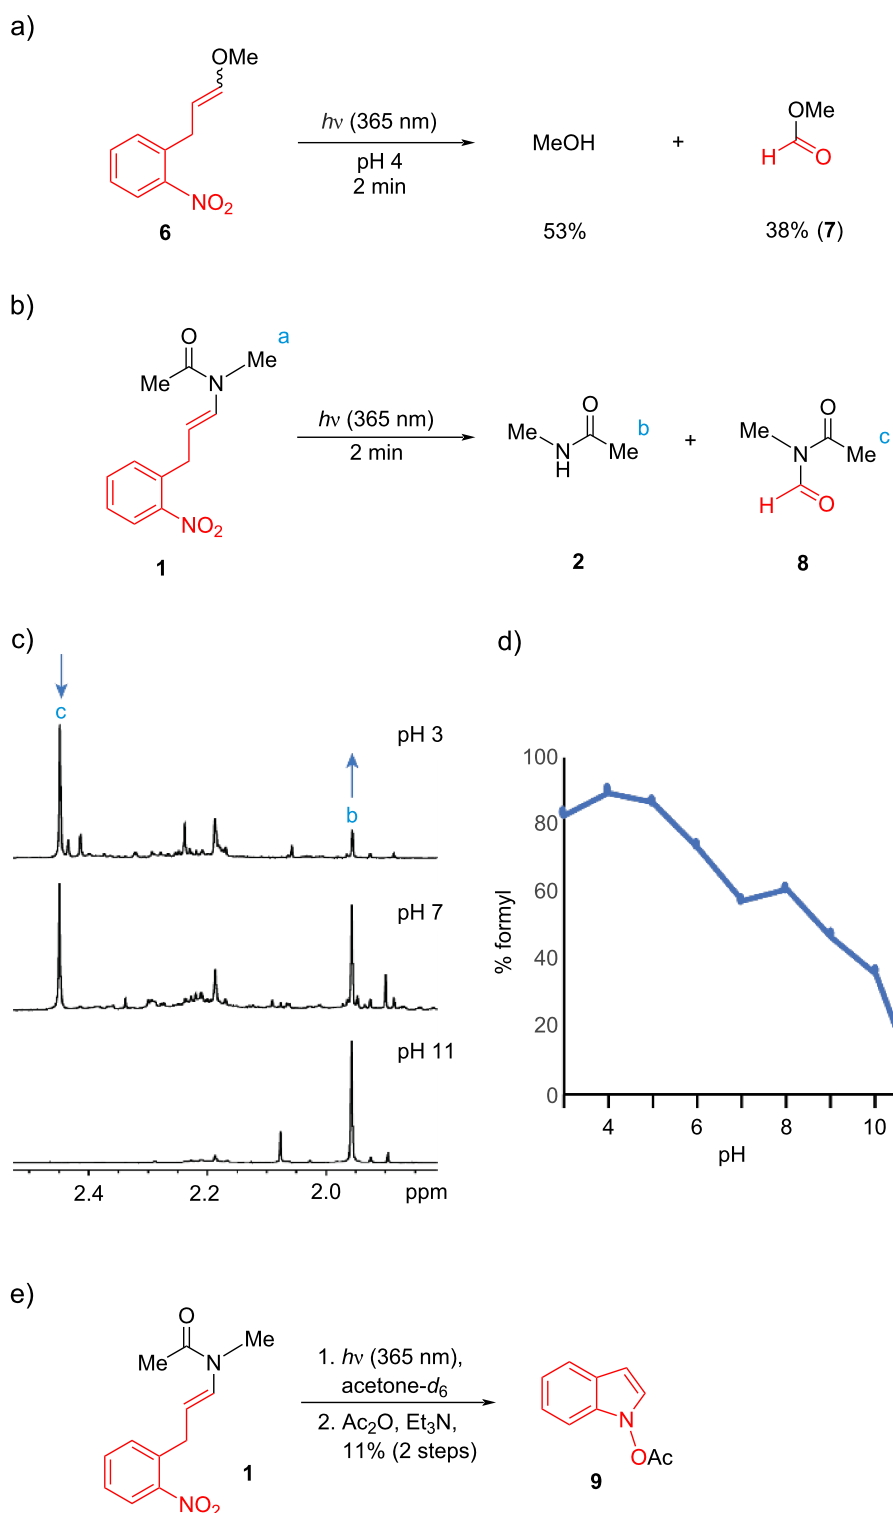 a)
OMe
NO2
6
hν (365 nm)
pH 4
2 min
MeOH
+
OMe
H
O
53%
38% (7)
b)
O
a
Me
Me
N
NO2
1
hν (365 nm)
2 min
O
Me
N
H
b
Me
2
+
O
Me
N
c
Me
H
O
8
c)
c
pH 3
b
pH 7
pH 11
2.4
2.2
2.0
ppm
d)
100
80
60
40
20
0
% formyl
4
6
8
10
pH
e)
O
Me
Me
N
NO2
1
1. hν (365 nm),
acetone-d6
2. Ac2O, Et3N,
11% (2 steps)
N
OAc
9